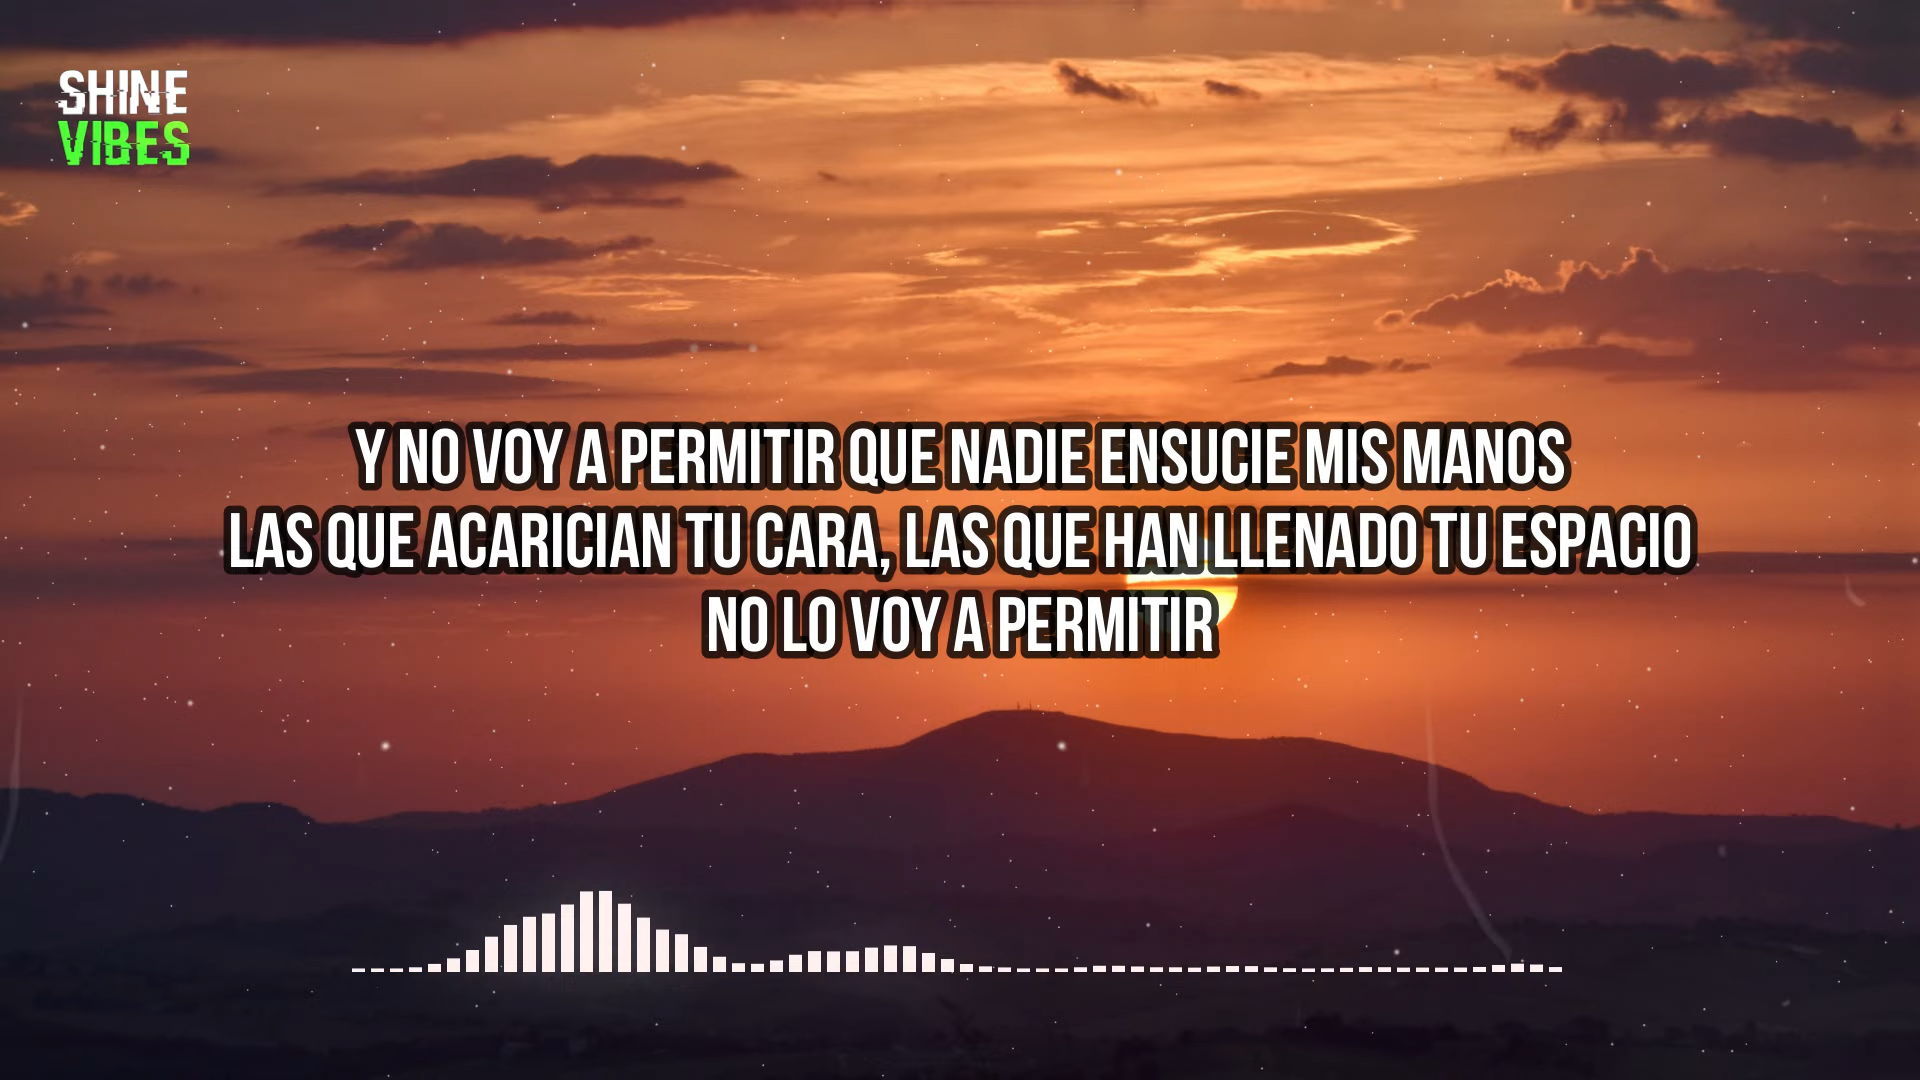 SHINE
VIBES
Y NO VOY A PERMITIR QUE NADIE ENSUCIE MIS MANOS
LAS QUE ACARICIAN TU CARA, LAS QUE HAN LLENADO TU ESPACIO
NO LO VOY A PERMITIR